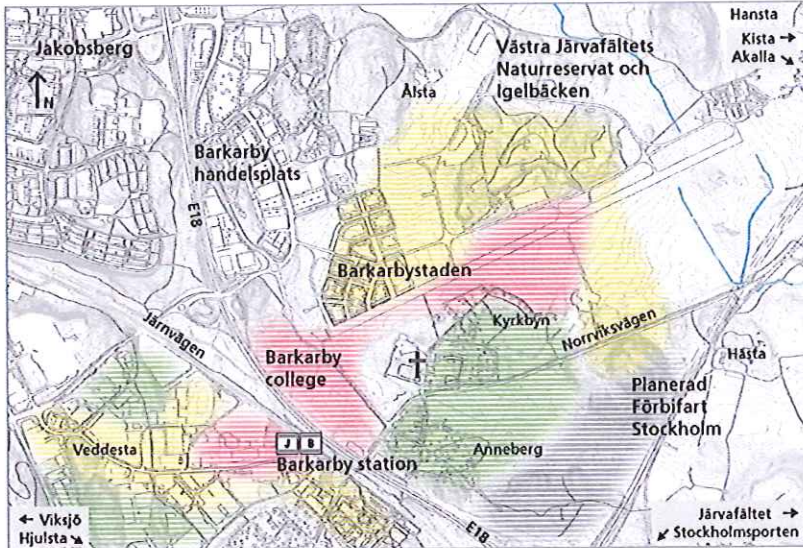 Jakobsberg
N
Ålsta
Västra Järvafältets
Naturreservat och
Igelbäcken
Hansta
Kista →
Akalla ↘
Barkarby
handelsplats
E18
Barkarbystaden
Järnvägen
Kyrkbyn
Norrviksvägen
Barkarby
college
Hästa
Planerad
Förbifart
Stockholm
Veddesta
J B
Barkarby station
Anneberg
← Viksjö
Hjulsta ↘
E18
Järvafältet →
↙ Stockholmsporten